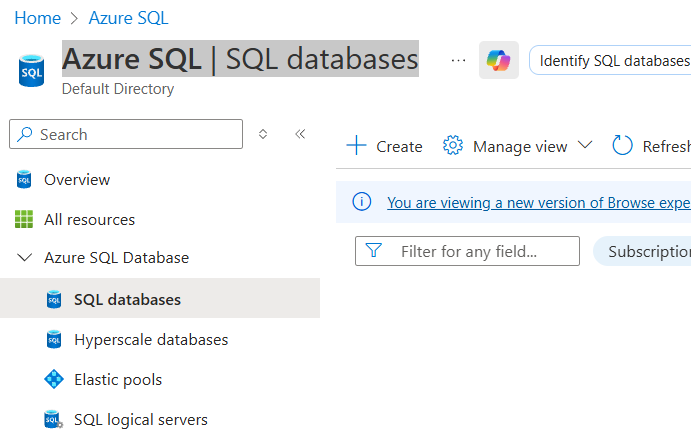 Home > Azure SQL
Azure SQL | SQL databases
Default Directory
Identify SQL databases
Search
Overview
All resources
Azure SQL Database
SQL databases
Hyperscale databases
Elastic pools
SQL logical servers
Create
Manage view
Refresh
You are viewing a new version of Browse expe
Filter for any field...
Subscription